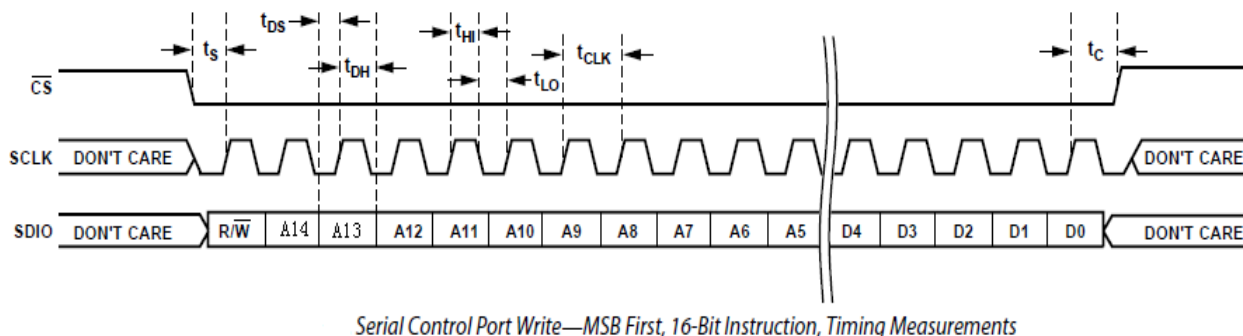 tDS tHI
tS tCLK tC
tDH tLO
CS
SCLK DON'T CARE DON'T CARE
SDIO DON'T CARE R/W A14 A13 A12 A11 A10 A9 A8 A7 A6 A5 D4 D3 D2 D1 D0 DON'T CARE
Serial Control Port Write—MSB First, 16-Bit Instruction, Timing Measurements